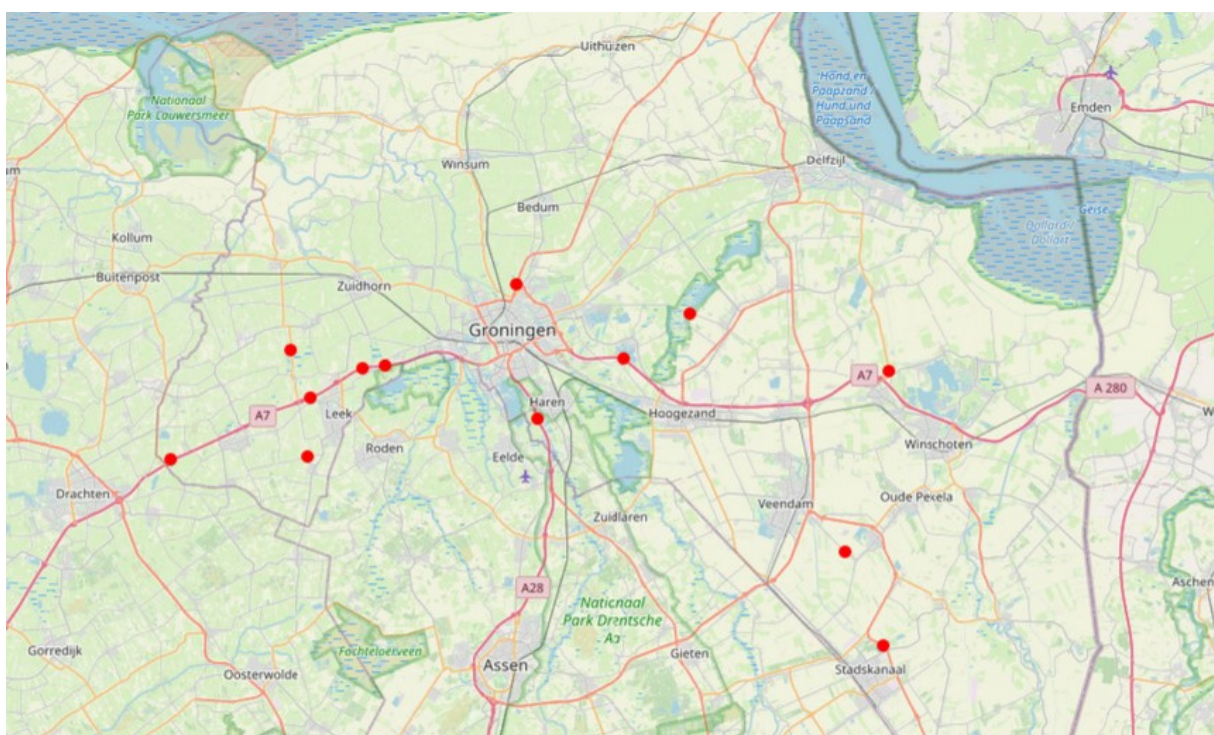 Uithuizen
Hond en
Paapzand /
Hund und
Paapsand
Emden
Nationaal
Park Lauwersmeer
Winsum
Delfzijl
Bedum
Geise
Dollard /
Dollart
Kollum
Buitenpost
Zuidhorn
Groningen
A7
A 280
Haren
Hoogezand
A7
Leek
Roden
Eelde
Winschoten
Drachten
Veendam
Oude Pekela
Zuidlaren
A28
Nationaal
Park Drentsche
Aa
Aschen
Gorredijk
Fochteloerveen
Gieten
Assen
Stadskanaal
Oosterwolde